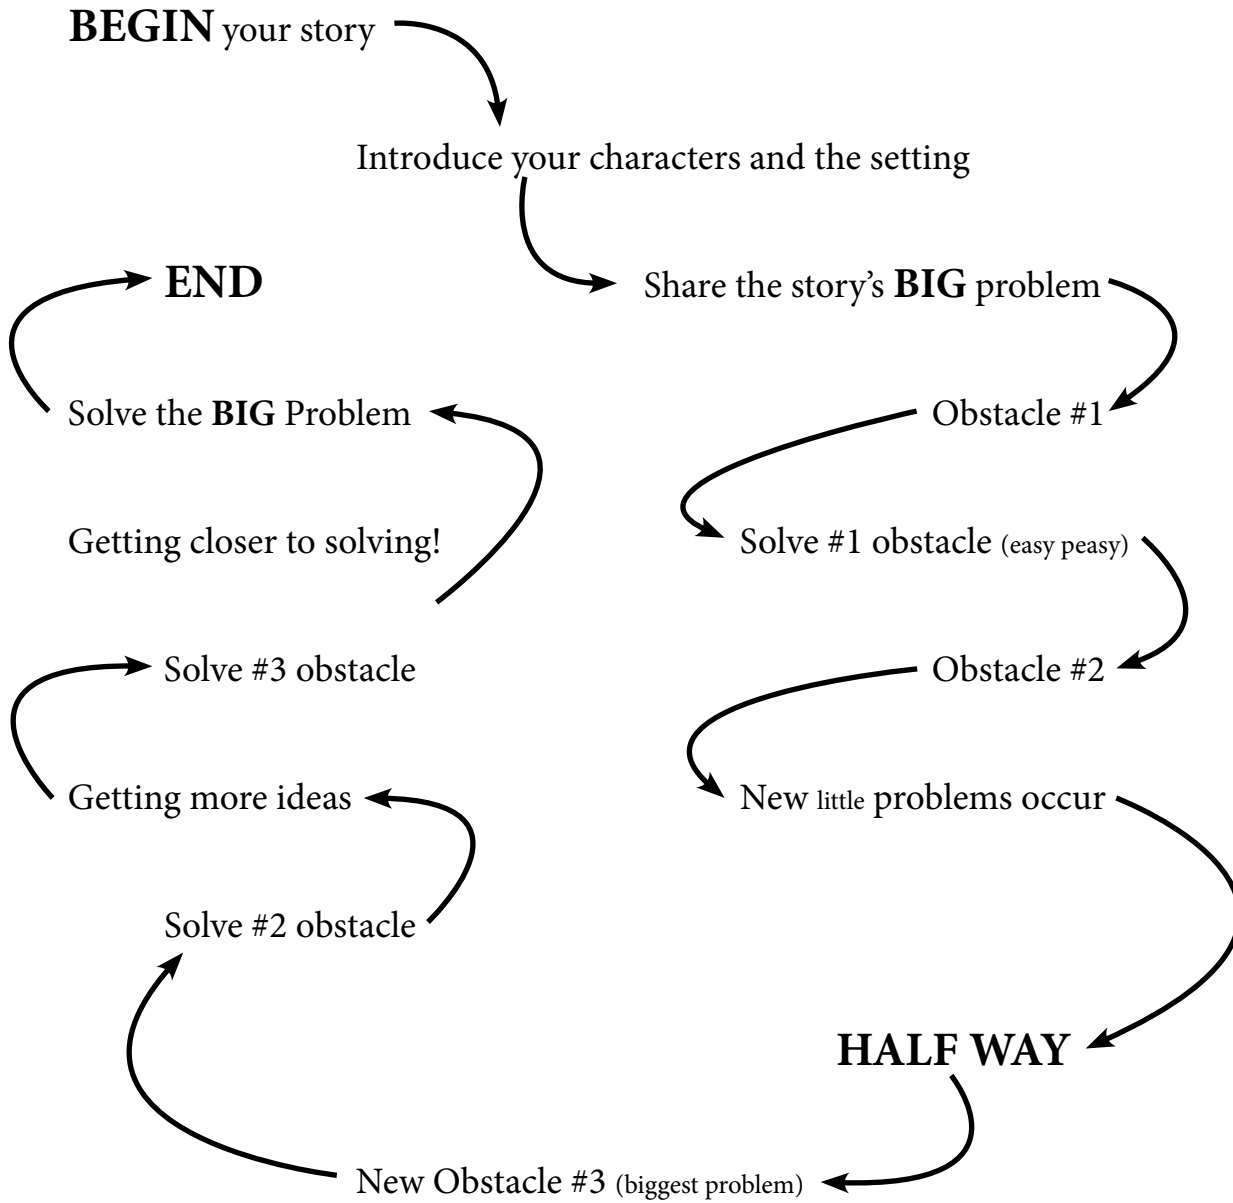 BEGIN your story
Introduce your characters and the setting
Share the story’s BIG problem
Obstacle #1
Solve #1 obstacle (easy peasy)
Obstacle #2
New little problems occur
HALF WAY
New Obstacle #3 (biggest problem)
Solve #2 obstacle
Getting more ideas
Solve #3 obstacle
Getting closer to solving!
Solve the BIG Problem
END